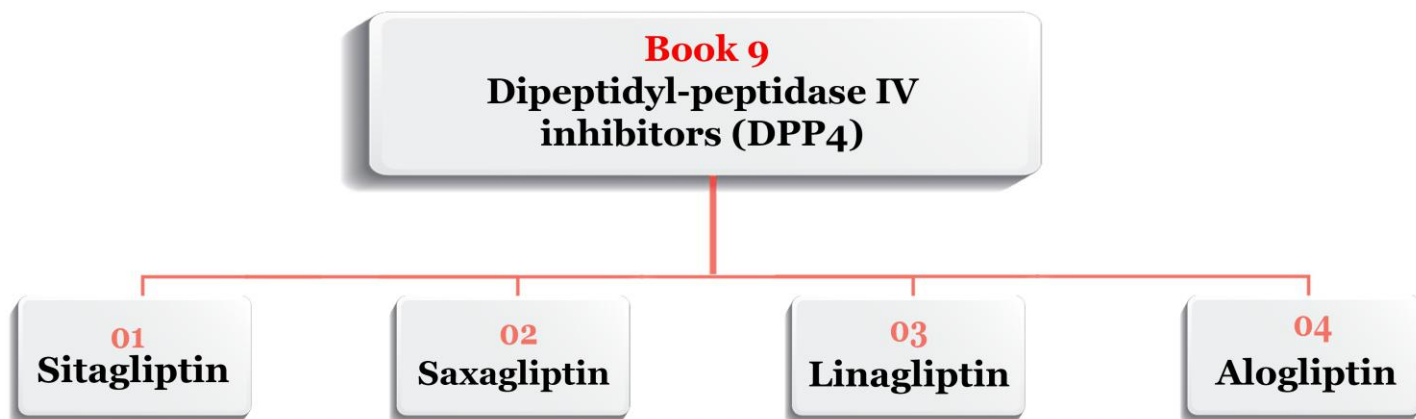 Book 9
Dipeptidyl-peptidase IV
inhibitors (DPP4)
01
Sitagliptin
02
Saxagliptin
03
Linagliptin
04
Alogliptin